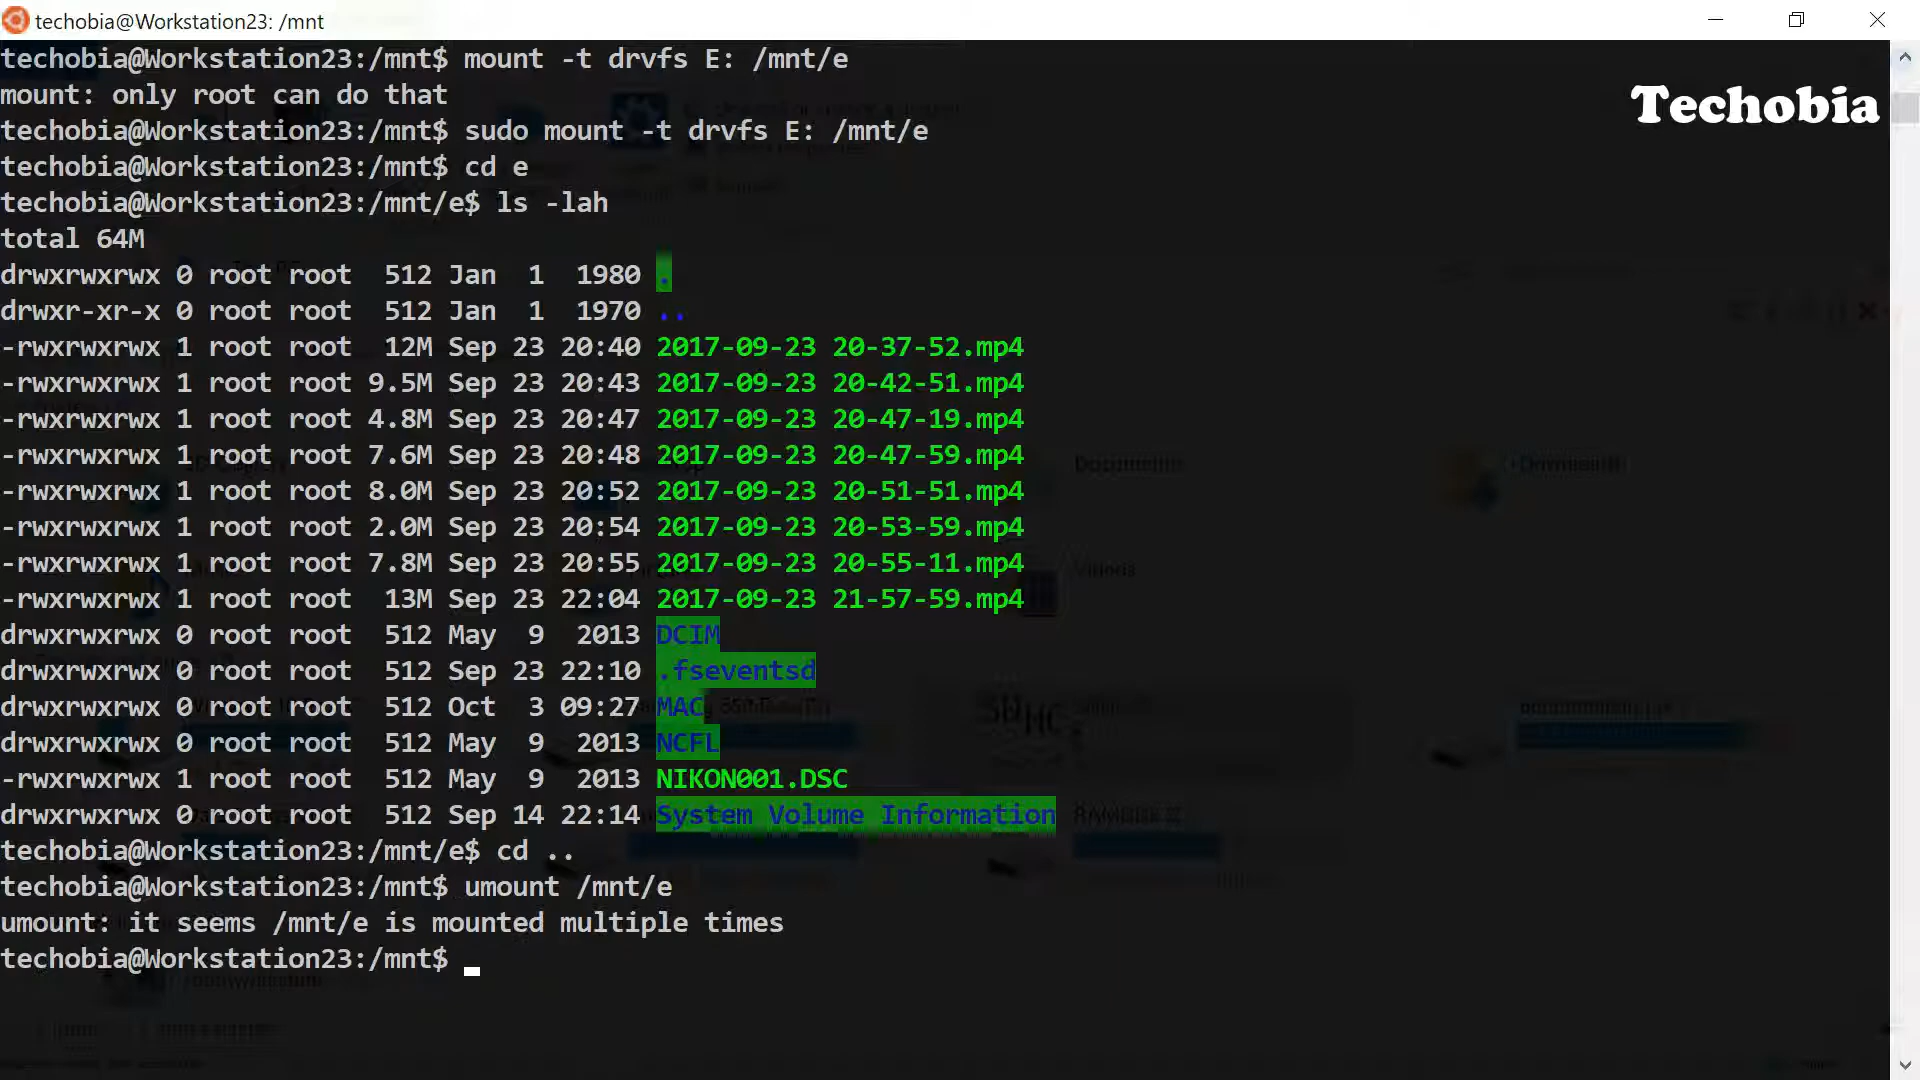 techobia@Workstation23: /mnt
techobia@Workstation23:/mnt$ mount -t drvfs E: /mnt/e
mount: only root can do that
Techobia
techobia@Workstation23:/mnt$ sudo mount -t drvfs E: /mnt/e
techobia@Workstation23:/mnt$ cd e
techobia@Workstation23:/mnt/e$ ls -lah
total 64M
drwxrwxrwx 0 root root  512 Jan  1  1980 .
drwxr-xr-x 0 root root  512 Jan  1  1970 ..
-rwxrwxrwx 1 root root  12M Sep 23 20:40 2017-09-23 20-37-52.mp4
-rwxrwxrwx 1 root root 9.5M Sep 23 20:43 2017-09-23 20-42-51.mp4
-rwxrwxrwx 1 root root 4.8M Sep 23 20:47 2017-09-23 20-47-19.mp4
-rwxrwxrwx 1 root root 7.6M Sep 23 20:48 2017-09-23 20-47-59.mp4
-rwxrwxrwx 1 root root 8.0M Sep 23 20:52 2017-09-23 20-51-51.mp4
-rwxrwxrwx 1 root root 2.0M Sep 23 20:54 2017-09-23 20-53-59.mp4
-rwxrwxrwx 1 root root 7.8M Sep 23 20:55 2017-09-23 20-55-11.mp4
-rwxrwxrwx 1 root root  13M Sep 23 22:04 2017-09-23 21-57-59.mp4
drwxrwxrwx 0 root root  512 May  9  2013 DCIM
drwxrwxrwx 0 root root  512 Sep 23 22:10 .fseventsd
drwxrwxrwx 0 root root  512 Oct  3 09:27 MAC
drwxrwxrwx 0 root root  512 May  9  2013 NCFL
-rwxrwxrwx 1 root root  512 May  9  2013 NIKON001.DSC
drwxrwxrwx 0 root root  512 Sep 14 22:14 System Volume Information
techobia@Workstation23:/mnt/e$ cd ..
techobia@Workstation23:/mnt$ umount /mnt/e
umount: it seems /mnt/e is mounted multiple times
techobia@Workstation23:/mnt$